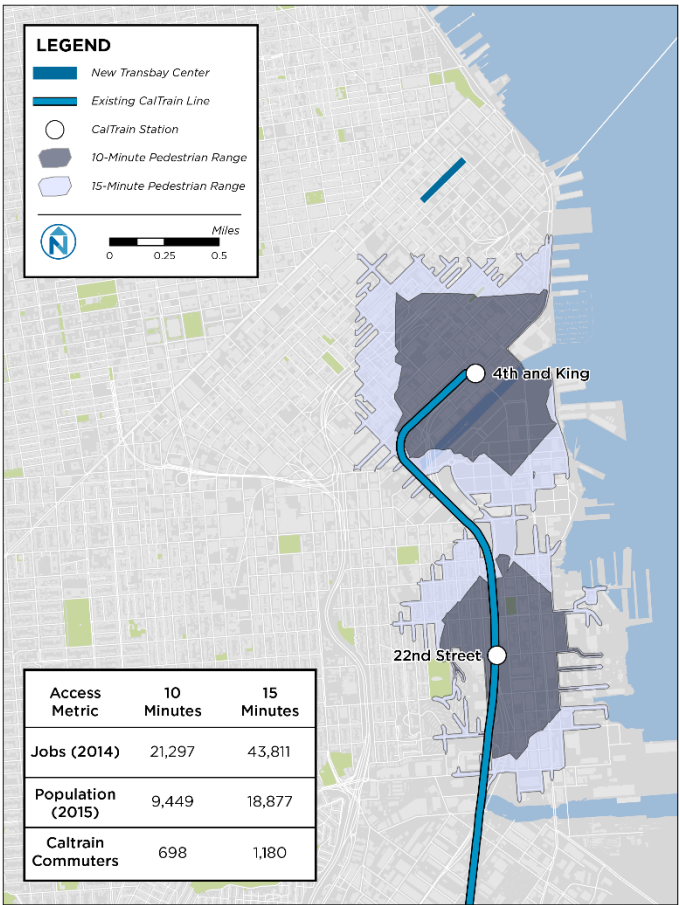 LEGEND
New Transbay Center
Existing CalTrain Line
CalTrain Station
10-Minute Pedestrian Range
15-Minute Pedestrian Range
N
Miles
0 0.25 0.5
4th and King
22nd Street
Access Metric 10 Minutes 15 Minutes
Jobs (2014) 21,297 43,811
Population (2015) 9,449 18,877
Caltrain Commuters 698 1,180